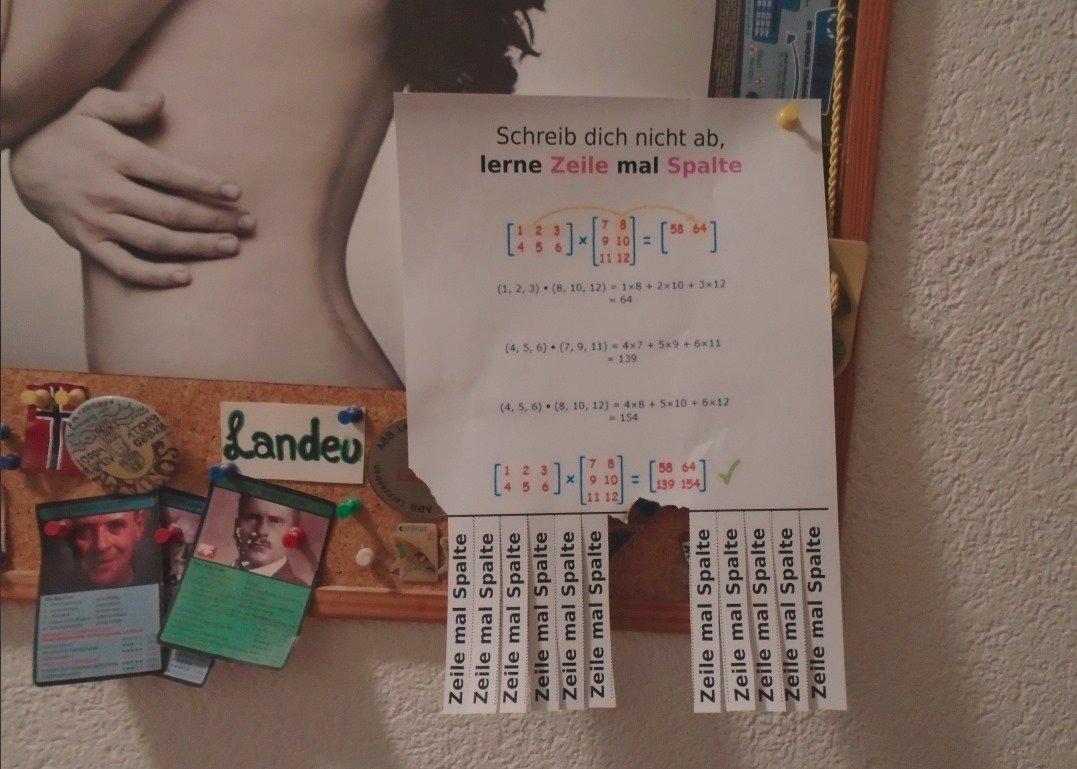 Schreib dich nicht ab,
lerne Zeile mal Spalte
[1 2 3
4 5 6] × [7 8
9 10
11 12] = [58 64]
(1, 2, 3) • (8, 10, 12) = 1×8 + 2×10 + 3×12
= 64
(4, 5, 6) • (7, 9, 11) = 4×7 + 5×9 + 6×11
= 139
(4, 5, 6) • (8, 10, 12) = 4×8 + 5×10 + 6×12
= 154
[1 2 3
4 5 6] × [7 8
9 10
11 12] = [58 64
139 154] ✓
Landeu
Zeile mal Spalte
Zeile mal Spalte
Zeile mal Spalte
Zeile mal Spalte
Zeile mal Spalte
Zeile mal Spalte
Zeile mal Spalte
Zeile mal Spalte
Zeile mal Spalte
Zeile mal Spalte
Zeile mal Spalte